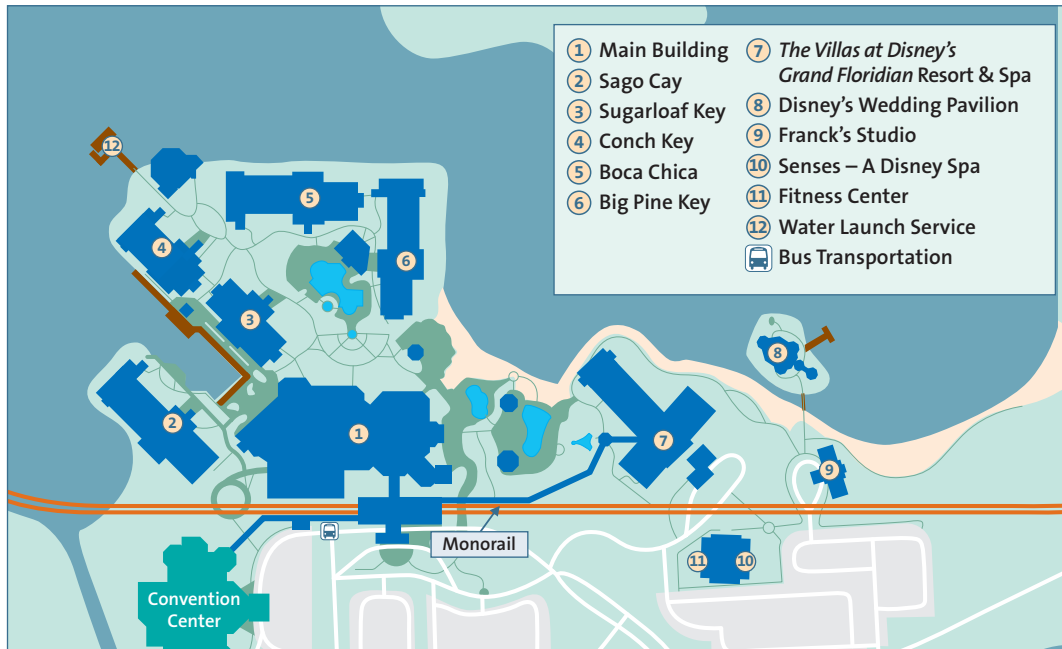 1 Main Building
2 Sago Cay
3 Sugarloaf Key
4 Conch Key
5 Boca Chica
6 Big Pine Key
7 The Villas at Disney's
Grand Floridian Resort & Spa
8 Disney's Wedding Pavilion
9 Franck's Studio
10 Senses – A Disney Spa
11 Fitness Center
12 Water Launch Service
Bus Transportation
12
5
4
6
3
8
2
1
7
9
Monorail
11
10
Convention
Center